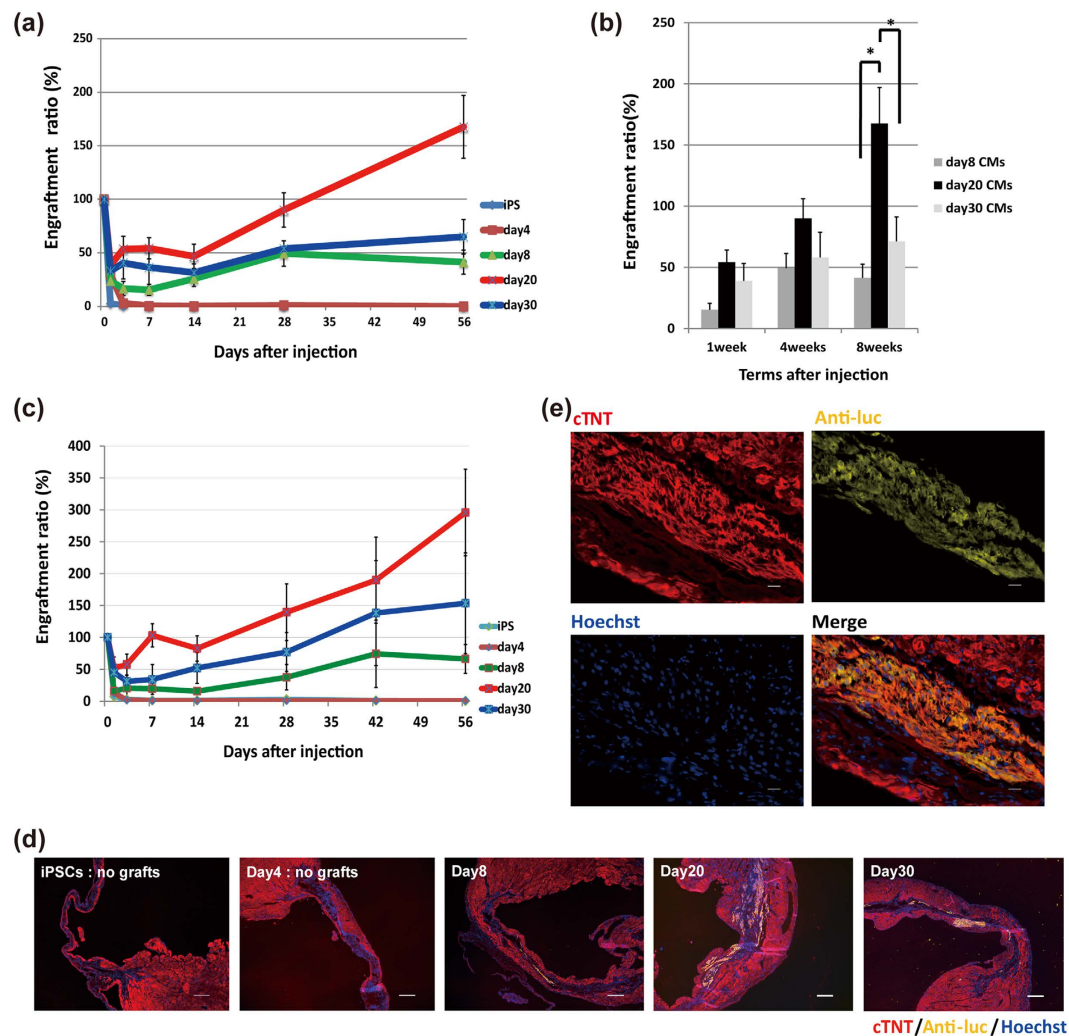 (a)
250
200
150
100
50
0
0 7 14 21 28 35 42 49 56
Engraftment ratio (%)
Days after injection
iPS
day4
day8
day20
day30
(b)
250
200
150
100
50
0
* *
Engraftment ratio(%)
1week 4weeks 8weeks
Terms after injection
day8 CMs
day20 CMs
day30 CMs
(c)
400
350
300
250
200
150
100
50
0
0 7 14 21 28 35 42 49 56
Engraftment ratio (%)
Days after injection
iPS
day4
day8
day20
day30
(e)
cTNT Anti-luc
Hoechst Merge
(d)
iPSCs : no grafts Day4 : no grafts Day8 Day20 Day30
cTNT/Anti-luc/Hoechst